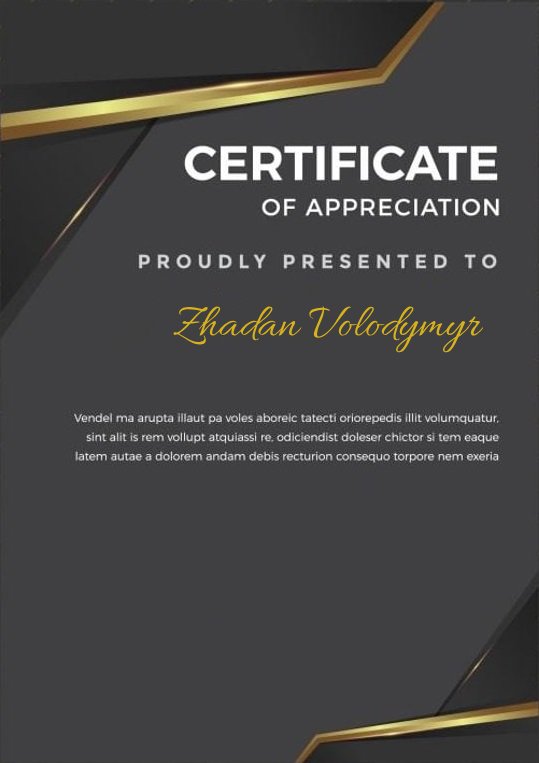 CERTIFICATE
OF APPRECIATION
PROUDLY PRESENTED TO
Zhadan Volodymyr
Vendel ma arupta illaut pa voles aboreic tatecti oriorepedis illit volumquatur,
sint alit is rem vollupt atquiassi re, odiciendist doleser chictor si tem eaque
latem autae a dolorem andam debis recturion consequo torpore nem exeria